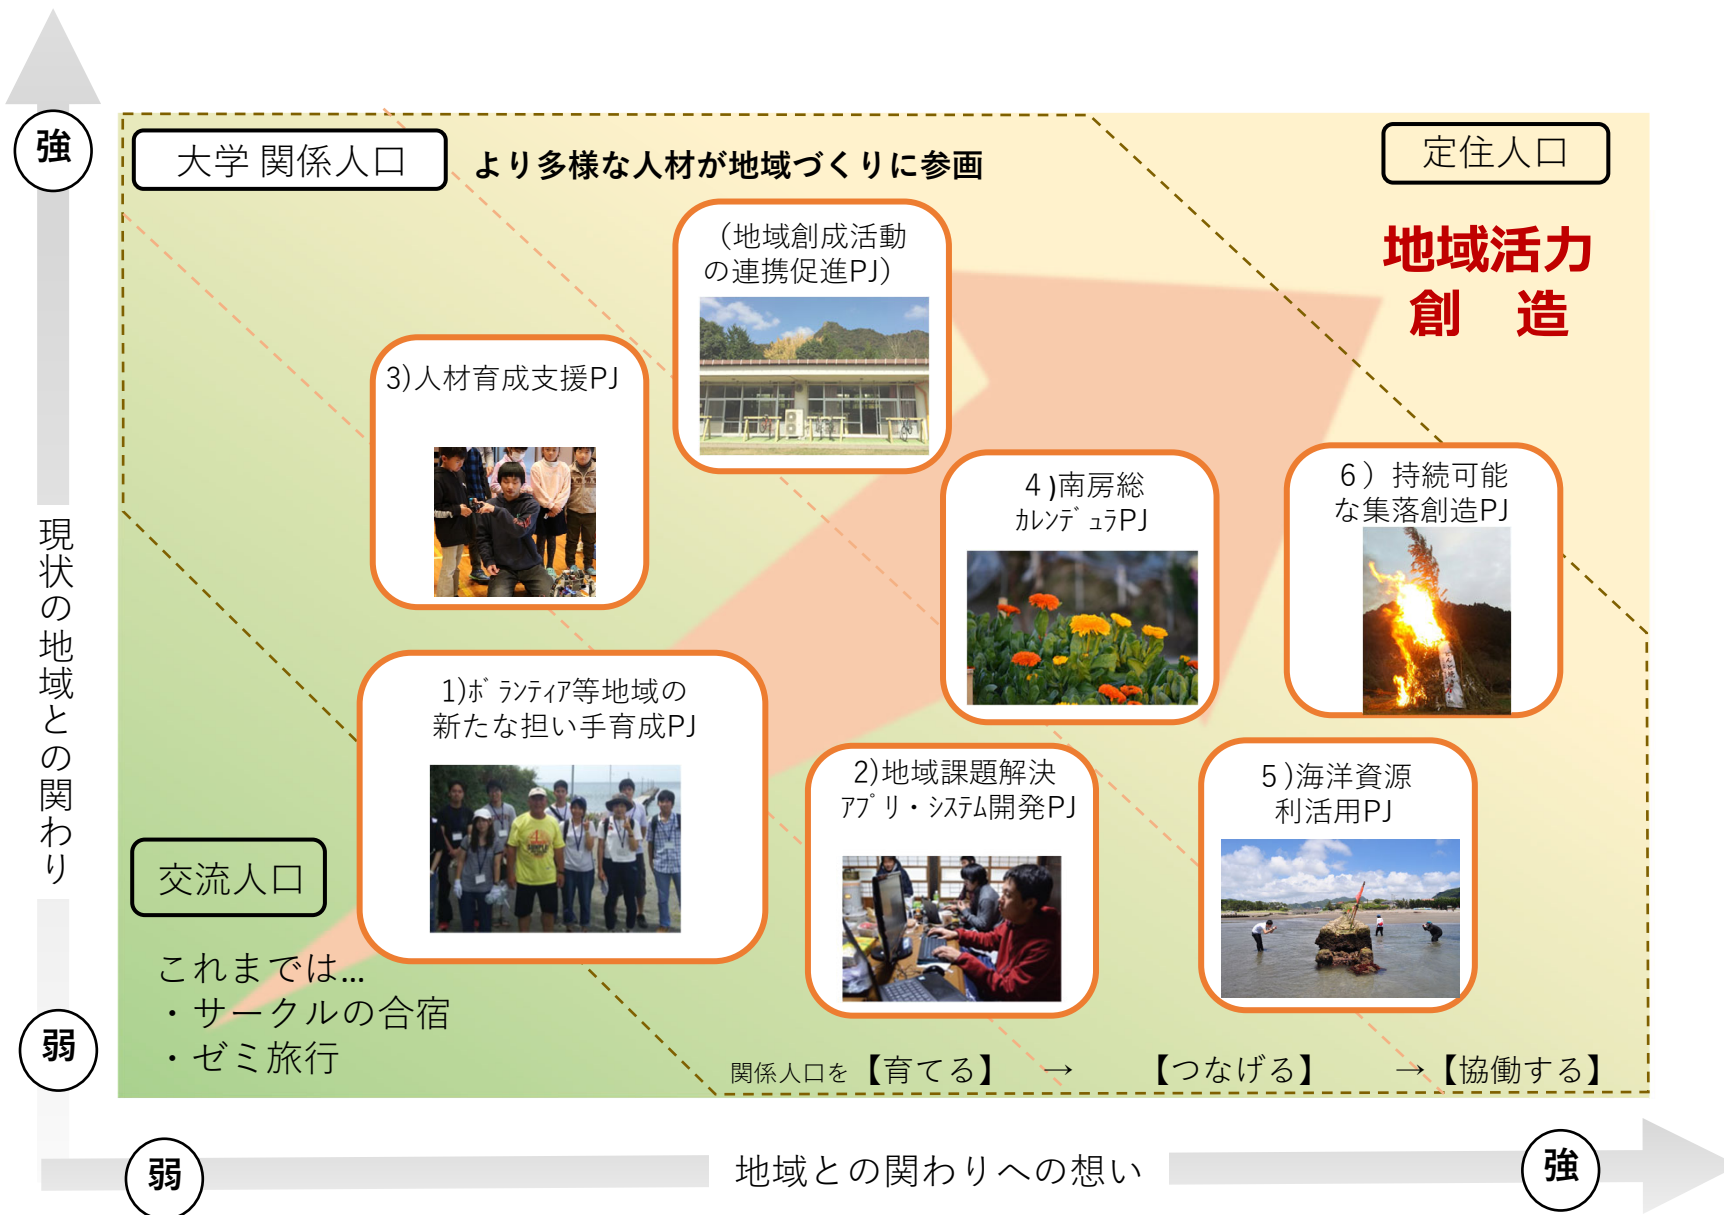 強
大学 関係人口
より多様な人材が地域づくりに参画
定住人口
地域活力
創　造
（地域創成活動
の連携促進PJ）
3)人材育成支援PJ
4)南房総
ｶﾚﾝﾃﾞｭﾗPJ
6）持続可能
な集落創造PJ
現状の地域との関わり
1)ﾎﾞﾗﾝﾃｨｱ等地域の
新たな担い手育成PJ
2)地域課題解決
ｱﾌﾟﾘ・ｼｽﾃﾑ開発PJ
5)海洋資源
利活用PJ
交流人口
これまでは...
・サークルの合宿
・ゼミ旅行
弱
関係人口を【育てる】　→　【つなげる】　→【協働する】
弱
地域との関わりへの想い
強